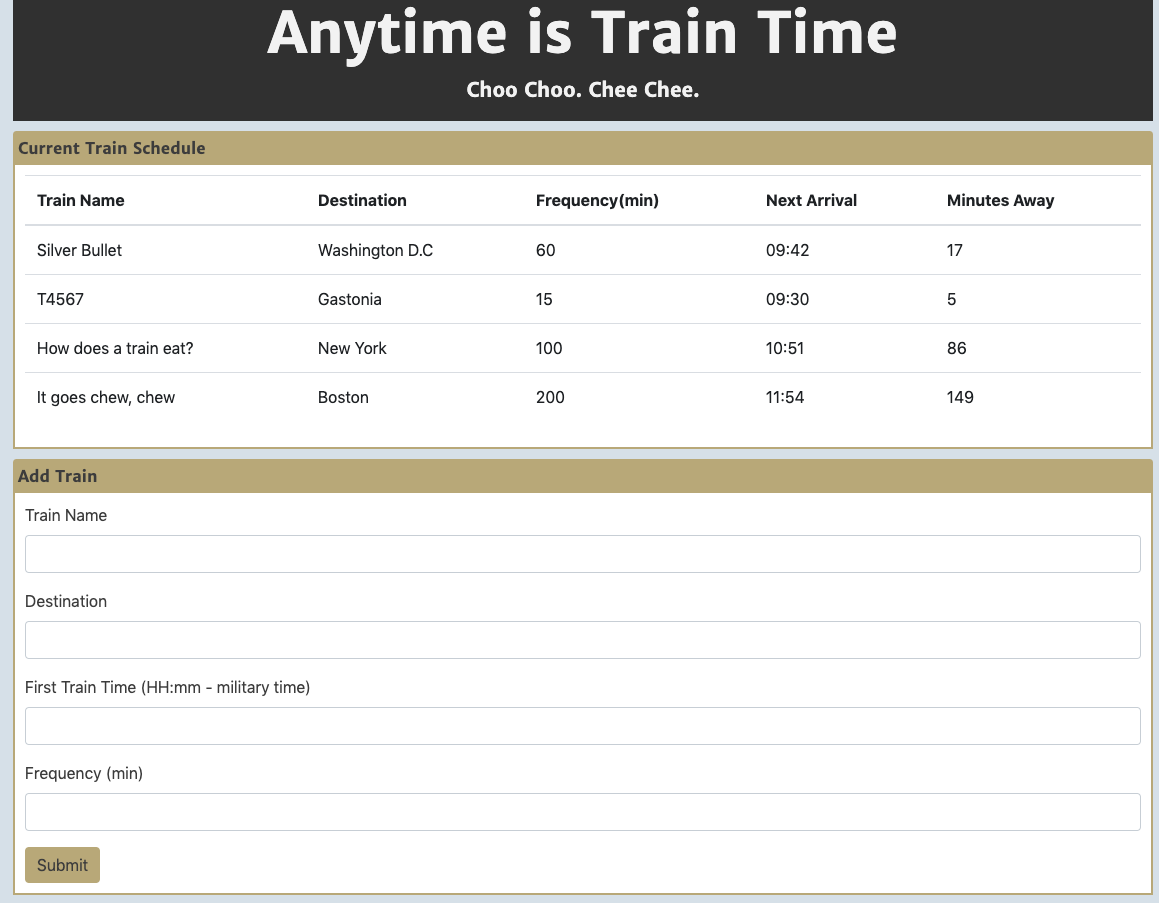 Anytime is Train Time
Choo Choo. Chee Chee.
Current Train Schedule
Train Name Destination Frequency(min) Next Arrival Minutes Away
Silver Bullet Washington D.C 60 09:42 17
T4567 Gastonia 15 09:30 5
How does a train eat? New York 100 10:51 86
It goes chew, chew Boston 200 11:54 149
Add Train
Train Name
Destination
First Train Time (HH:mm - military time)
Frequency (min)
Submit